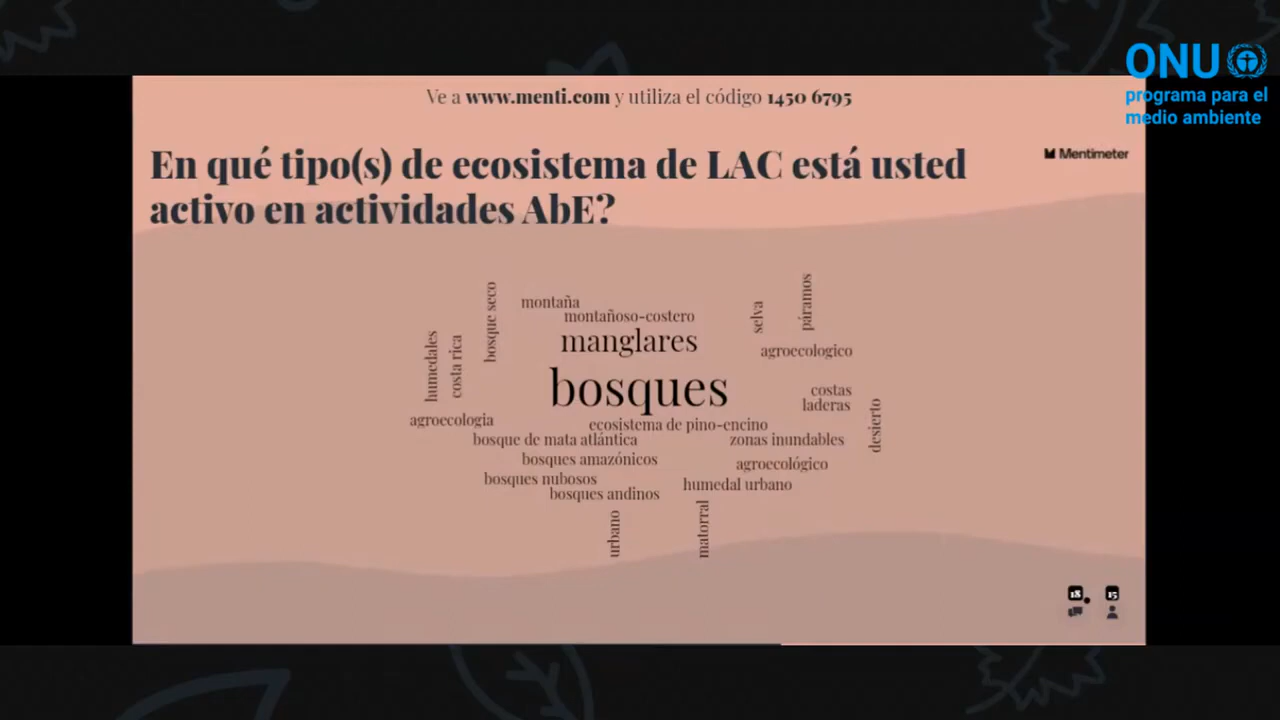 ONU
programa para el
medio ambiente
Ve a www.menti.com y utiliza el código 1450 6795
Mentimeter
En qué tipo(s) de ecosistema de LAC está usted
activo en actividades AbE?
bosque seco
montaña
montañoso-costero
selva
páramos
humedales
costa rica
manglares
agroecologico
bosques
costas
laderas
desierto
agroecologia
ecosistema de pino-encino
bosque de mata atlántica
zonas inundables
bosques amazónicos
agroecológico
bosques nubosos
humedal urbano
bosques andinos
urbano
matorral
18
15